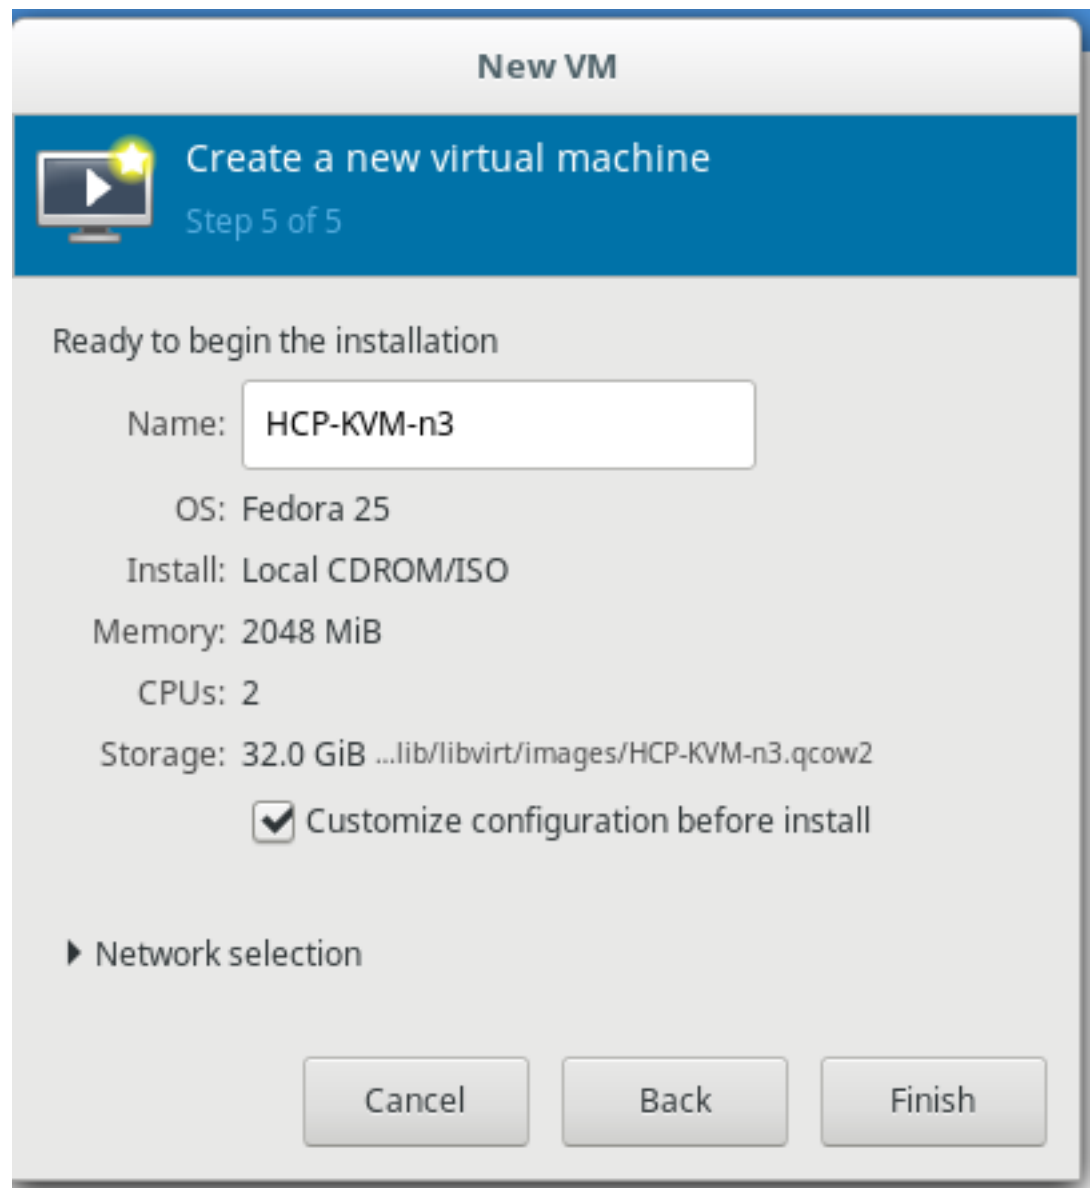 New VM
Create a new virtual machine
Step 5 of 5
Ready to begin the installation
Name: HCP-KVM-n3
OS: Fedora 25
Install: Local CDROM/ISO
Memory: 2048 MiB
CPUs: 2
Storage: 32.0 GiB ...lib/libvirt/images/HCP-KVM-n3.qcow2
Customize configuration before install
Network selection
Cancel Back Finish